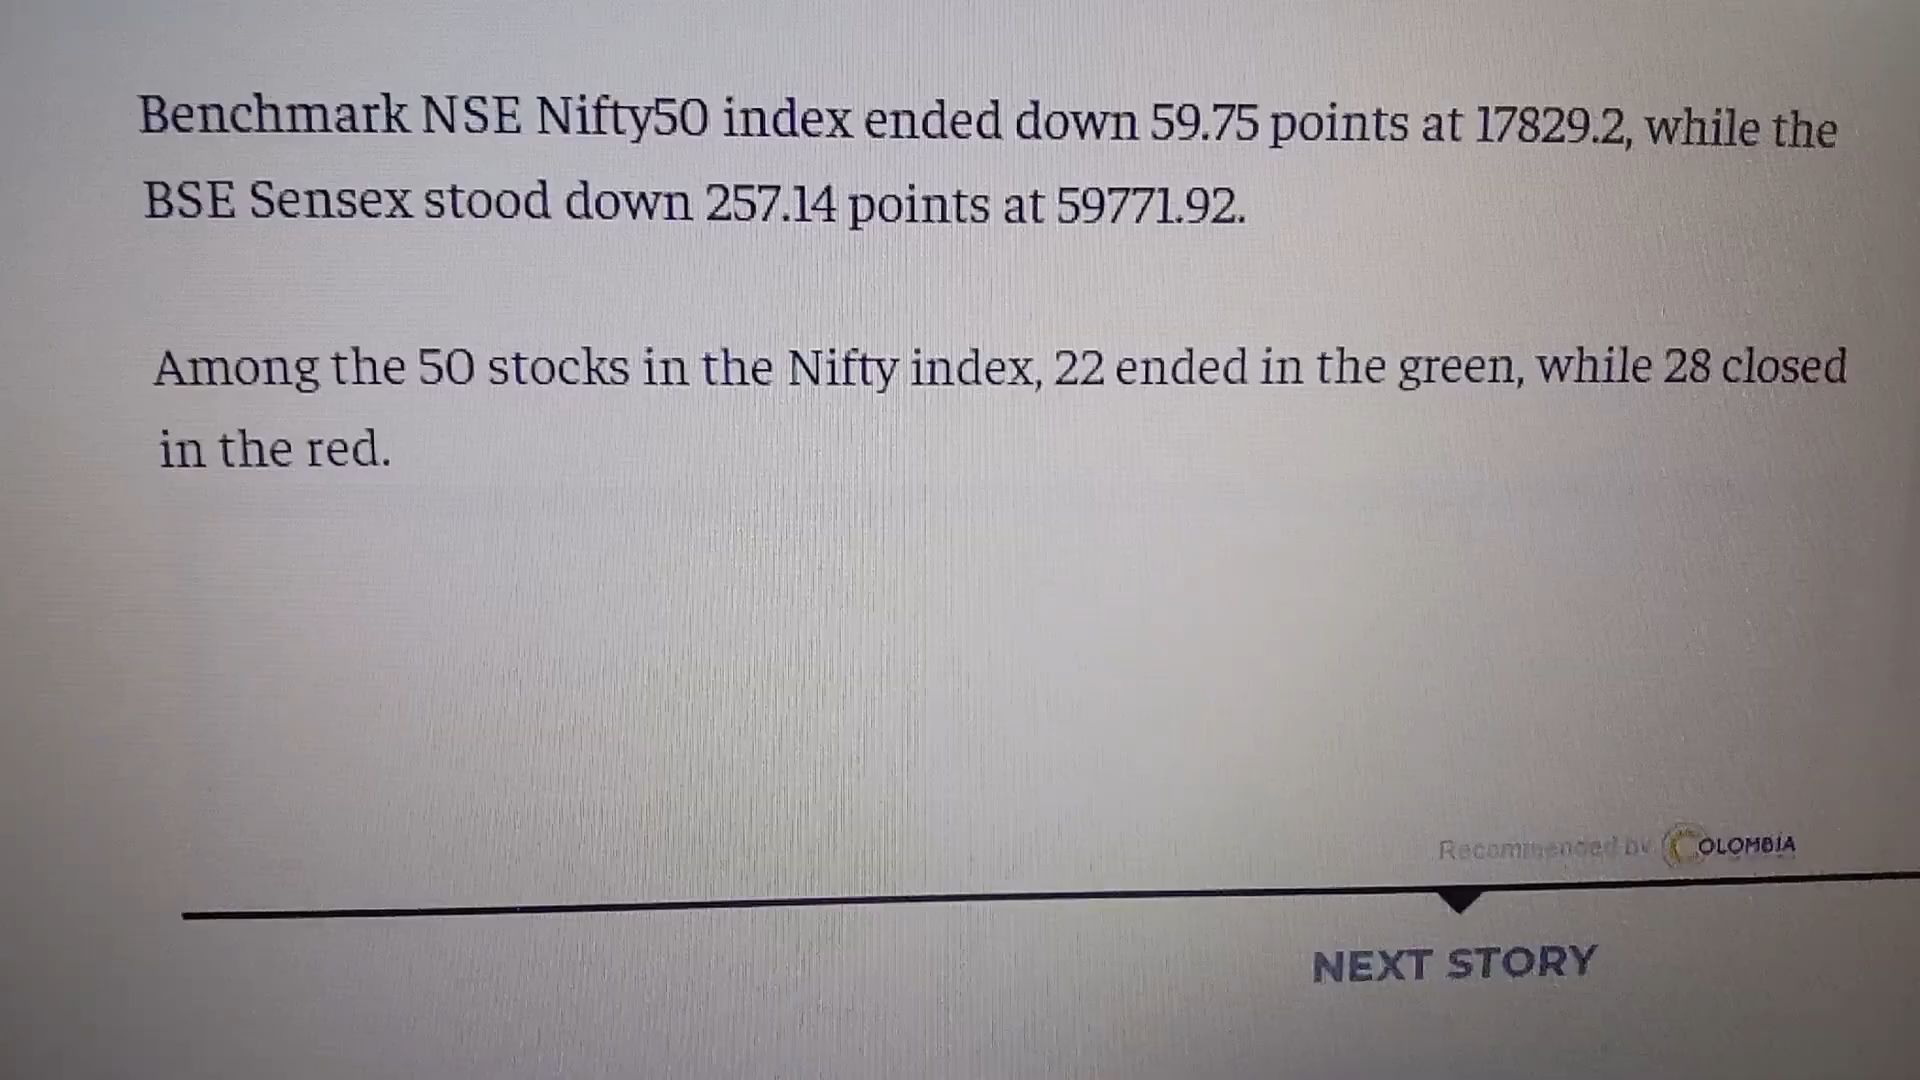 Benchmark NSE Nifty50 index ended down 59.75 points at 17829.2, while the
BSE Sensex stood down 257.14 points at 59771.92.
Among the 50 stocks in the Nifty index, 22 ended in the green, while 28 closed
in the red.
Recommended by COLOMBIA
NEXT STORY